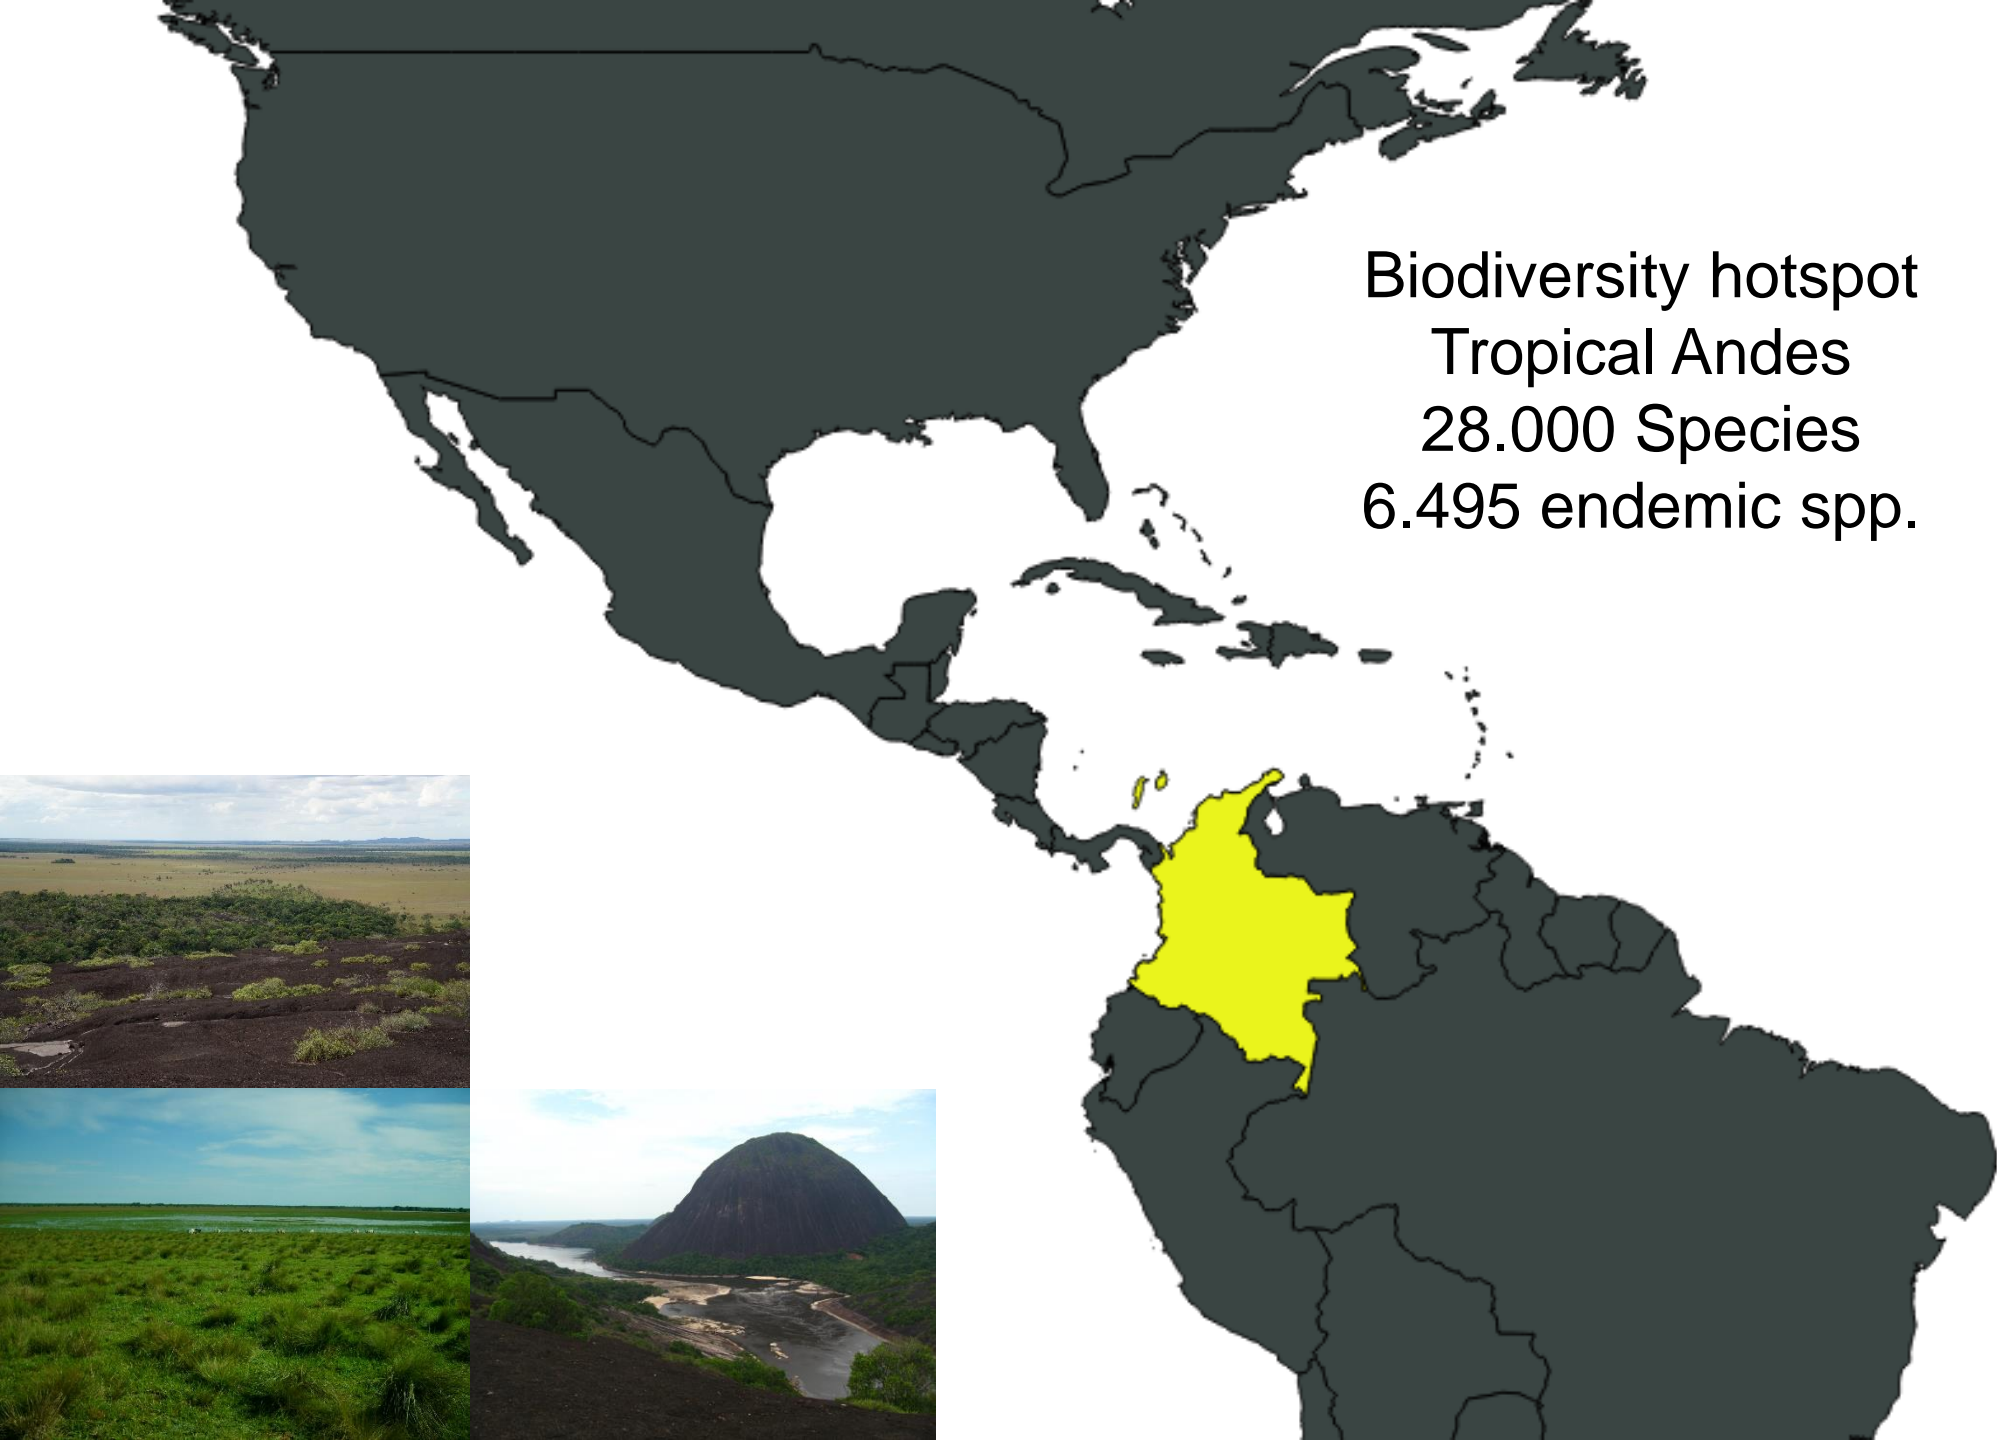 Biodiversity hotspot
Tropical Andes
28.000 Species
6.495 endemic spp.